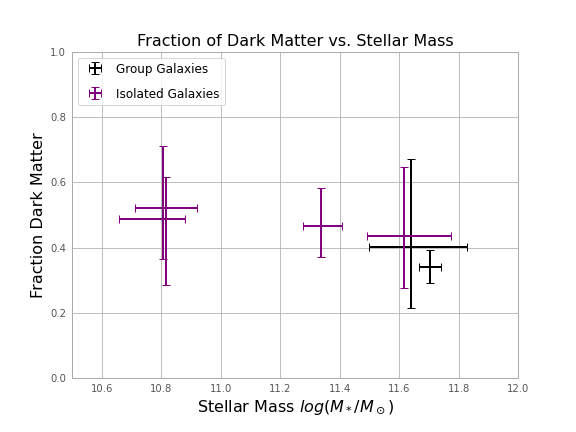 Fraction of Dark Matter vs. Stellar Mass
Group Galaxies
Isolated Galaxies
Fraction Dark Matter
1.0
0.8
0.6
0.4
0.2
0.0
10.6 10.8 11.0 11.2 11.4 11.6 11.8 12.0
Stellar Mass log(M*/M⊙)